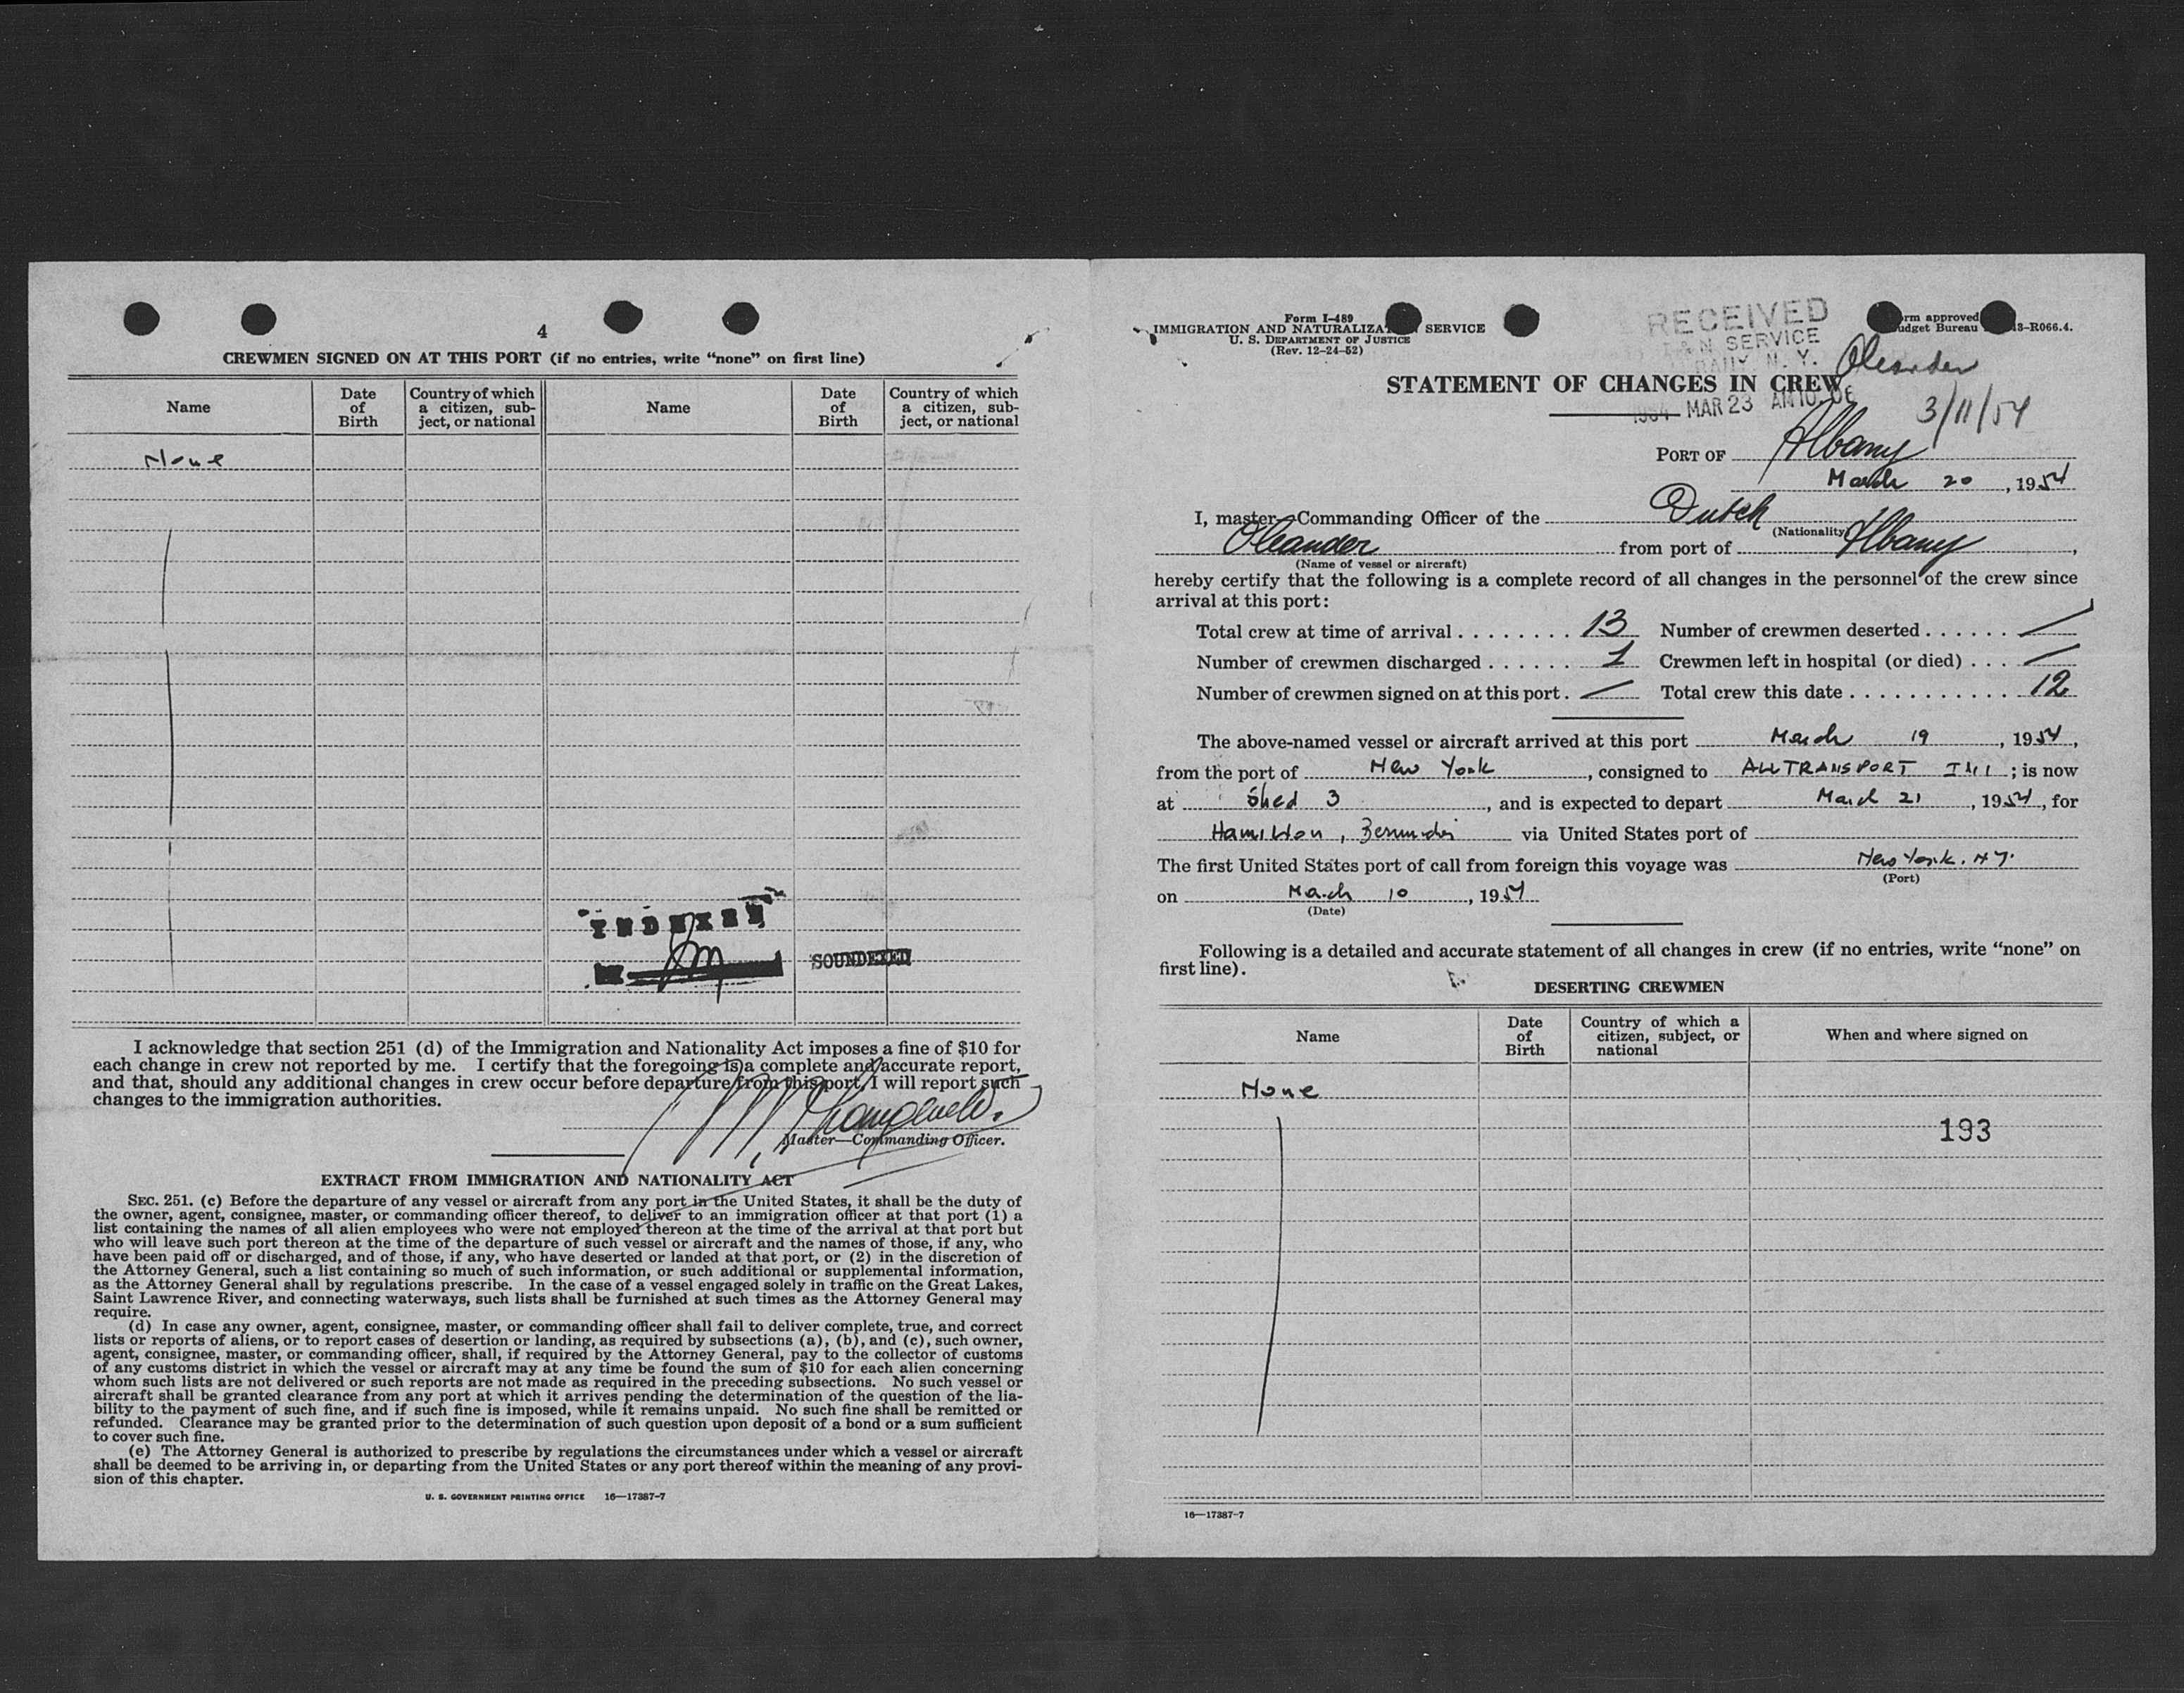 4
CREWMEN SIGNED ON AT THIS PORT (if no entries, write "none" on first line)
Name
Date of Birth
Country of which a citizen, sub-
ject, or national
Name
Date of Birth
Country of which a citizen, sub-
ject, or national
None
INDEXED
SOUNDEXED
I acknowledge that section 251 (d) of the Immigration and Nationality Act imposes a fine of $10 for
each change in crew not reported by me. I certify that the foregoing is a complete and accurate report,
and that, should any additional changes in crew occur before departure from this port, I will report such
changes to the immigration authorities.
Master—Commanding Officer.
EXTRACT FROM IMMIGRATION AND NATIONALITY ACT
SEC. 251. (c) Before the departure of any vessel or aircraft from any port in the United States, it shall be the duty of
the owner, agent, consignee, master, or commanding officer thereof, to deliver to an immigration officer at that port (1) a
list containing the names of all alien employees who were not employed thereon at the time of the arrival at that port but
who will leave such port thereon at the time of the departure of such vessel or aircraft and the names of those, if any, who
have been paid off or discharged, and of those, if any, who have deserted or landed at that port, or (2) in the discretion of
the Attorney General, such a list containing so much of such information, or such additional or supplemental information,
as the Attorney General shall by regulations prescribe. In the case of a vessel engaged solely in traffic on the Great Lakes,
Saint Lawrence River, and connecting waterways, such lists shall be furnished at such times as the Attorney General may
require.
(d) In case any owner, agent, consignee, master, or commanding officer shall fail to deliver complete, true, and correct
lists or reports of aliens, or to report cases of desertion or landing, as required by subsections (a), (b), and (c), such owner,
agent, consignee, master, or commanding officer, shall, if required by the Attorney General, pay to the collector of customs
of any customs district in which the vessel or aircraft may at any time be found the sum of $10 for each alien concerning
whom such lists are not delivered or such reports are not made as required in the preceding subsections. No such vessel or
aircraft shall be granted clearance from any port at which it arrives pending the determination of the question of the lia-
bility to the payment of such fine, and if such fine is imposed, while it remains unpaid. No such fine shall be remitted or
refunded. Clearance may be granted prior to the determination of such question upon deposit of a bond or a sum sufficient
to cover such fine.
(e) The Attorney General is authorized to prescribe by regulations the circumstances under which a vessel or aircraft
shall be deemed to be arriving in, or departing from the United States or any port thereof within the meaning of any provi-
sion of this chapter.
U. S. GOVERNMENT PRINTING OFFICE 16—17387-7
Form I-489
IMMIGRATION AND NATURALIZA SERVICE
U. S. DEPARTMENT OF JUSTICE
(Rev. 12-24-52)
RECEIVED
& N SERVICE
N. Y.
MAR 23 AM 10 06
rm approved
udget Bureau 3-R066.4.
Oleander
3/11/54
STATEMENT OF CHANGES IN CREW
PORT OF Albany
March 20, 1954
I, master—Commanding Officer of the Dutch
(Nationality)
Oleander from port of Albany,
(Name of vessel or aircraft)
hereby certify that the following is a complete record of all changes in the personnel of the crew since
arrival at this port:
Total crew at time of arrival . . . . . . . . 13 Number of crewmen deserted . . . . . . —
Number of crewmen discharged . . . . . . 1 Crewmen left in hospital (or died) . . . —
Number of crewmen signed on at this port . — Total crew this date . . . . . . . . . . . . 12
The above-named vessel or aircraft arrived at this port March 19, 1954,
from the port of New York, consigned to ALLTRANSPORT ; is now
at Shed 3, and is expected to depart March 21, 1954, for
Hamilton, Bermuda via United States port of
The first United States port of call from foreign this voyage was New York. N.Y.
(Port)
on March 10, 1954
(Date)
Following is a detailed and accurate statement of all changes in crew (if no entries, write "none" on
first line).
DESERTING CREWMEN
Name
Date of Birth
Country of which a citizen, subject, or national
When and where signed on
None
193
16—17387-7